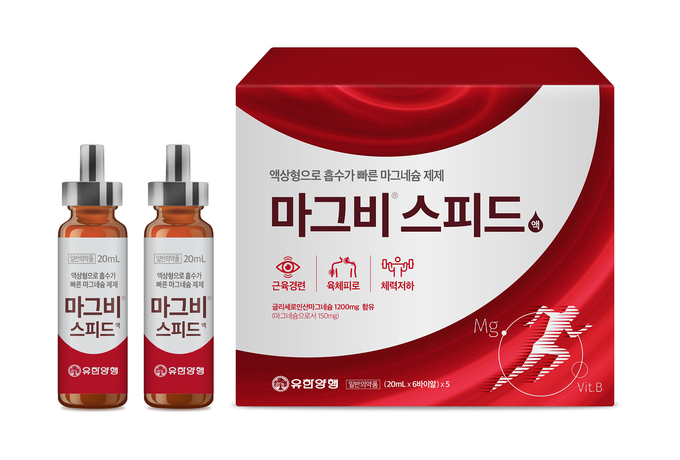 일반의약품 20mL
액상형으로 흡수가
빠른 마그네슘 제제
마그비®
스피드액
유한양행
일반의약품 20mL
액상형으로 흡수가
빠른 마그네슘 제제
마그비®
스피드액
유한양행
액상형으로 흡수가 빠른 마그네슘 제제
마그비® 스피드 액
근육경련 육체피로 체력저하
글리세로인산마그네슘 1200mg 함유
(마그네슘으로서 150mg)
Mg
Vit.B
유한양행 일반의약품 (20mL x 6바이알) x 5